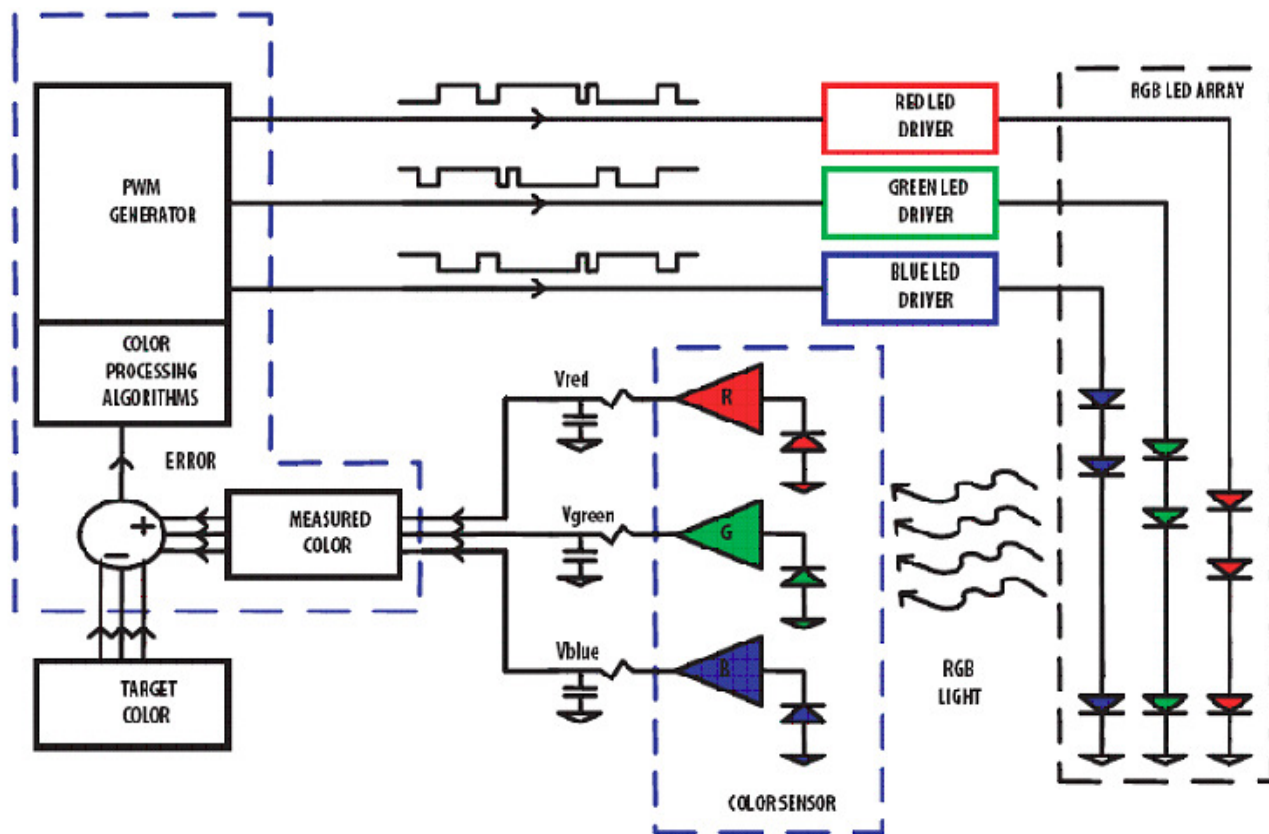 RED LED
DRIVER
RGB LED ARRAY
PWM
GENERATOR
GREEN LED
DRIVER
BLUE LED
DRIVER
COLOR
PROCESSING
ALGORITHMS
Vred
R
ERROR
+
−
MEASURED
COLOR
Vgreen
G
Vblue
B
RGB
LIGHT
TARGET
COLOR
COLOR SENSOR